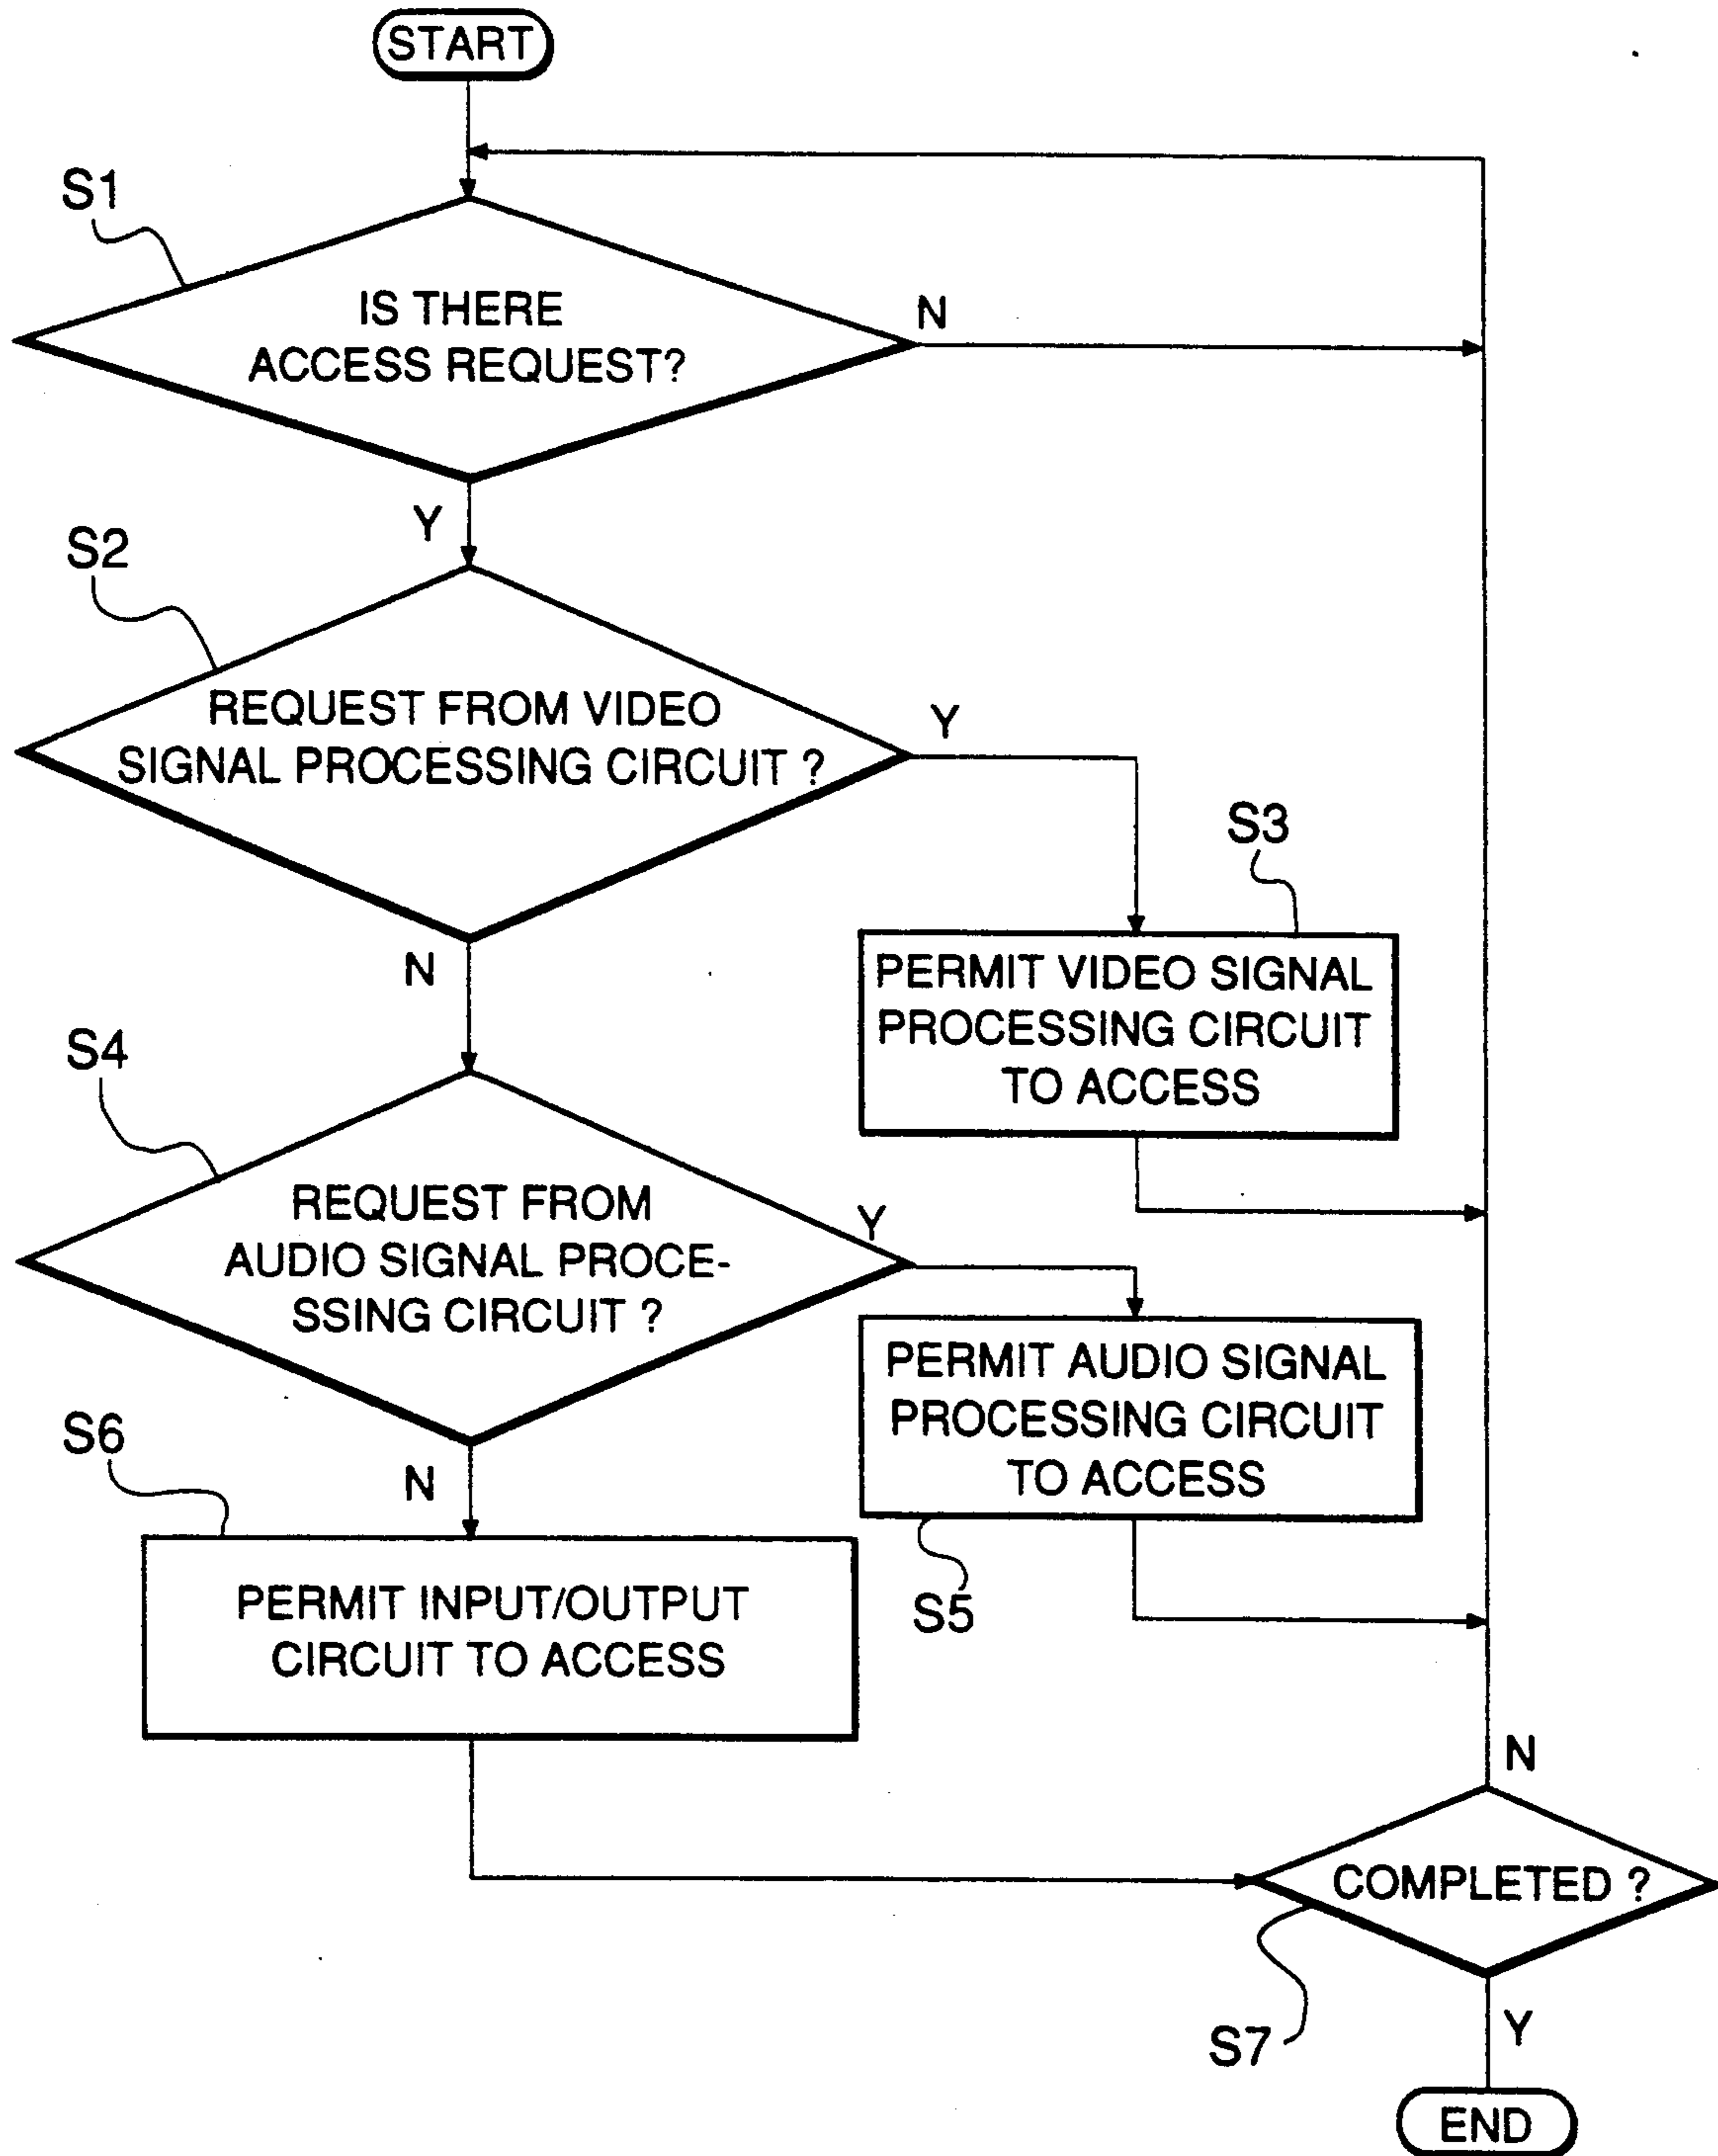 START
S1
IS THERE
ACCESS REQUEST?
N
Y
S2
REQUEST FROM VIDEO
SIGNAL PROCESSING CIRCUIT ?
Y
N
S3
PERMIT VIDEO SIGNAL
PROCESSING CIRCUIT
TO ACCESS
S4
REQUEST FROM
AUDIO SIGNAL PROCE-
SSING CIRCUIT ?
Y
N
PERMIT AUDIO SIGNAL
PROCESSING CIRCUIT
TO ACCESS
S5
S6
PERMIT INPUT/OUTPUT
CIRCUIT TO ACCESS
N
COMPLETED ?
S7
Y
END